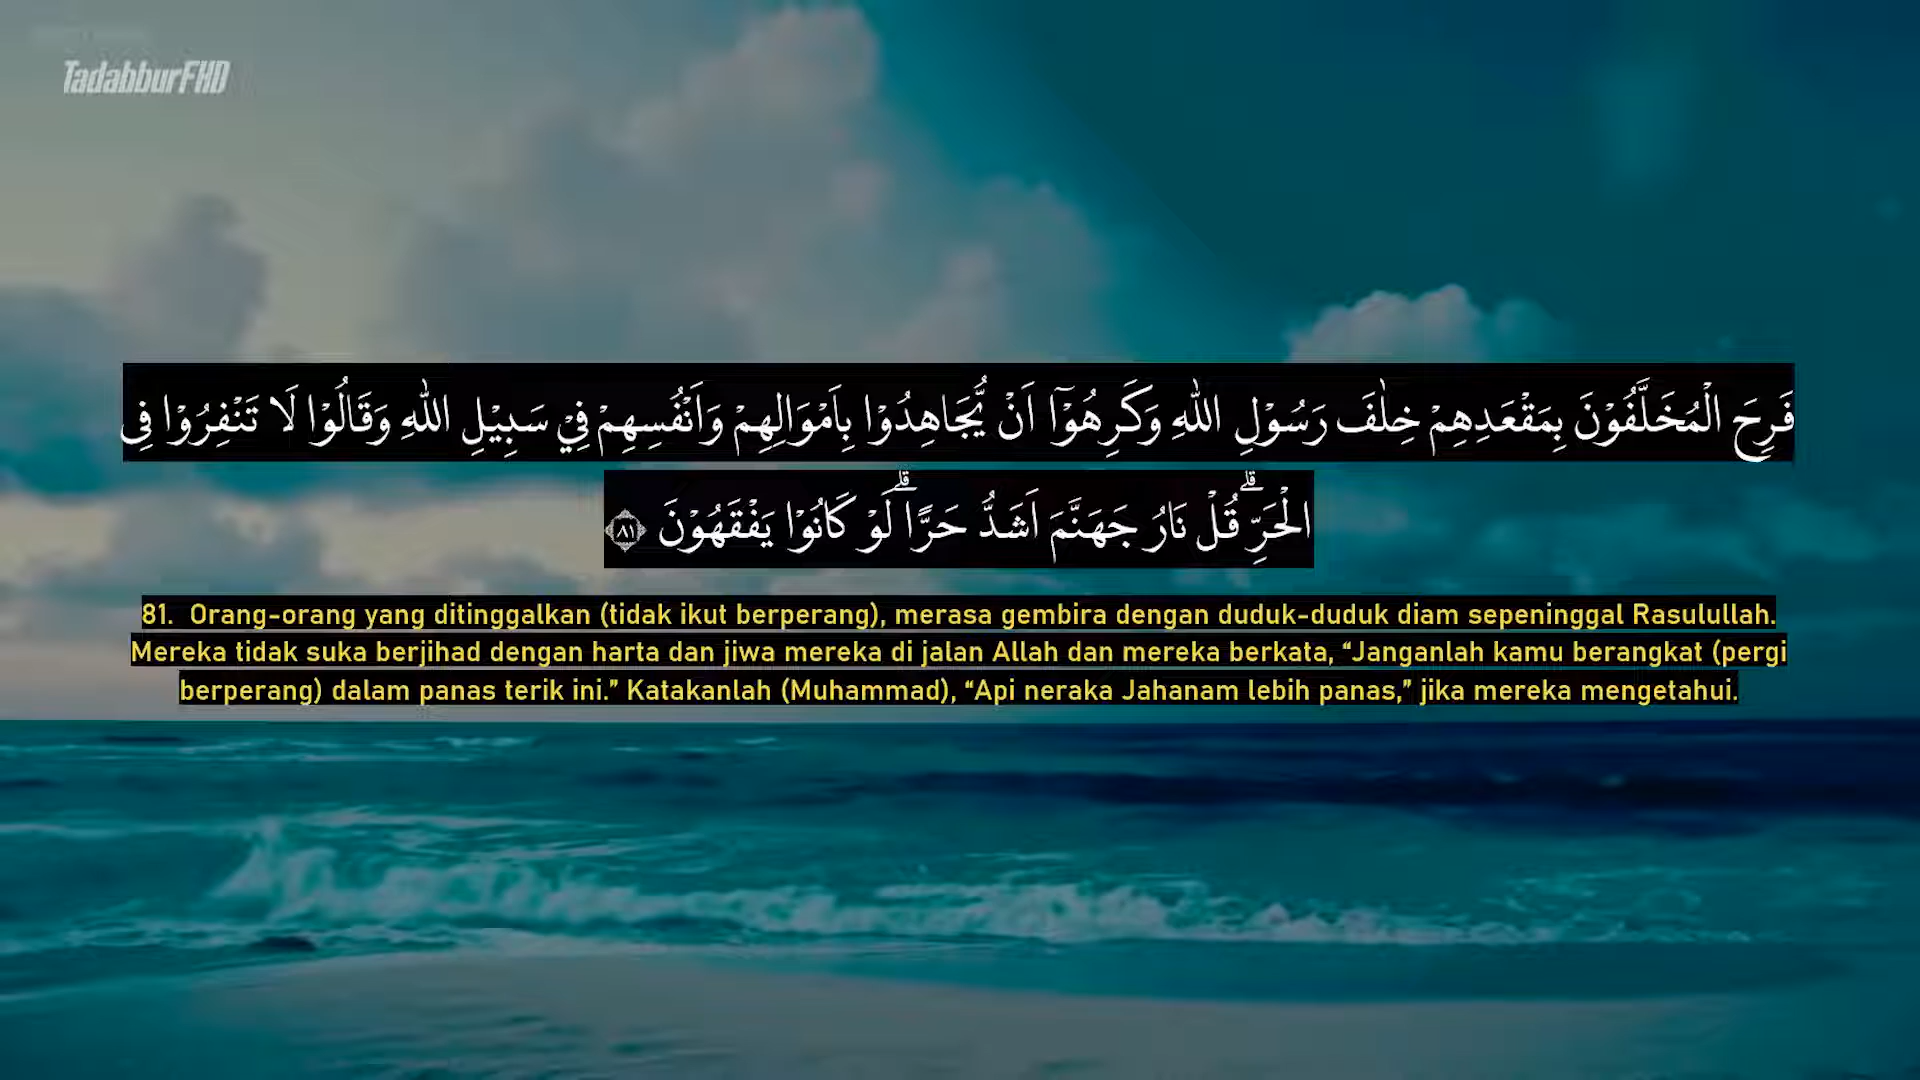 TadabburFHD
فَرِحَ الْمُخَلَّفُوْنَ بِمَقْعَدِهِمْ خِلٰفَ رَسُوْلِ اللّٰهِ وَكَرِهُوْٓا اَنْ يُّجَاهِدُوْا بِاَمْوَالِهِمْ وَاَنْفُسِهِمْ فِيْ سَبِيْلِ اللّٰهِ وَقَالُوْا لَا تَنْفِرُوْا فِى
الْحَرِّۗ قُلْ نَارُ جَهَنَّمَ اَشَدُّ حَرًّاۗ لَوْ كَانُوْا يَفْقَهُوْنَ ٨١
81. Orang-orang yang ditinggalkan (tidak ikut berperang), merasa gembira dengan duduk-duduk diam sepeninggal Rasulullah.
Mereka tidak suka berjihad dengan harta dan jiwa mereka di jalan Allah dan mereka berkata, “Janganlah kamu berangkat (pergi
berperang) dalam panas terik ini.” Katakanlah (Muhammad), “Api neraka Jahanam lebih panas,” jika mereka mengetahui.